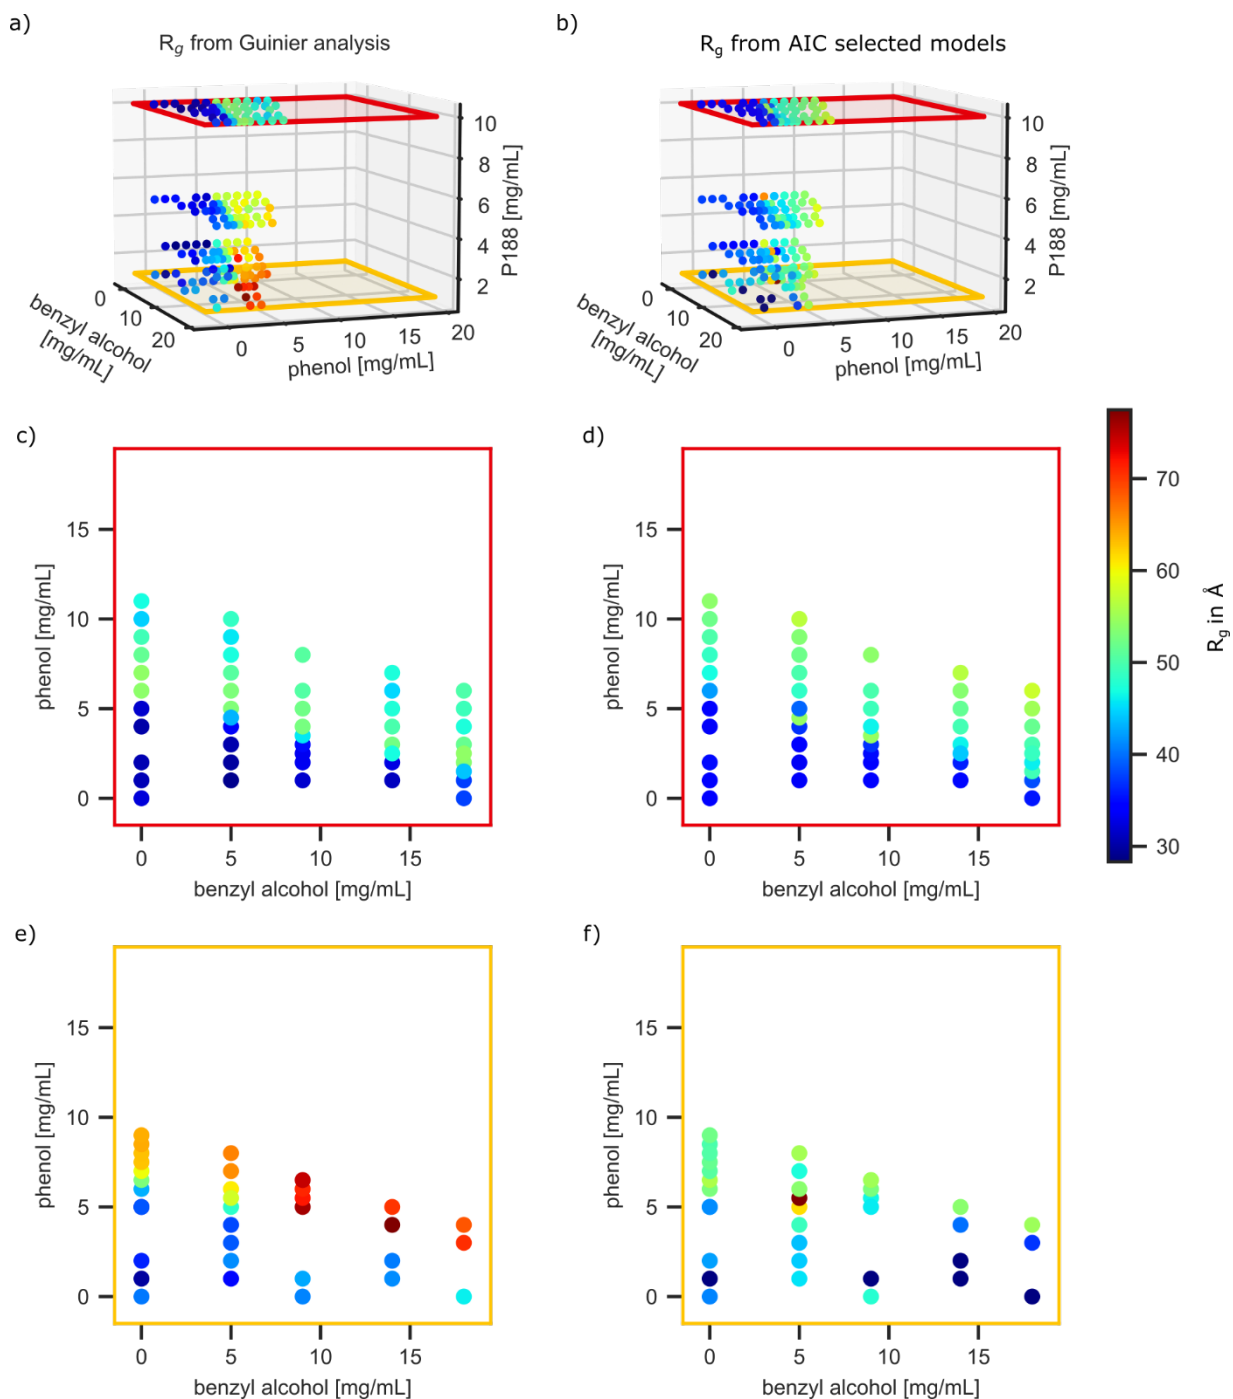 a)
R_g from Guinier analysis
b)
R_g from AIC selected models
10
8
6
4
2
P188 [mg/mL]
0
10
20
benzyl alcohol
[mg/mL]
0
5
10
15
20
phenol [mg/mL]
10
8
6
4
2
P188 [mg/mL]
0
10
20
benzyl alcohol
[mg/mL]
0
5
10
15
20
phenol [mg/mL]
c)
15
10
5
0
phenol [mg/mL]
0
5
10
15
benzyl alcohol [mg/mL]
d)
15
10
5
0
phenol [mg/mL]
0
5
10
15
benzyl alcohol [mg/mL]
70
60
50
40
30
R_g in Å
e)
15
10
5
0
phenol [mg/mL]
0
5
10
15
benzyl alcohol [mg/mL]
f)
15
10
5
0
phenol [mg/mL]
0
5
10
15
benzyl alcohol [mg/mL]